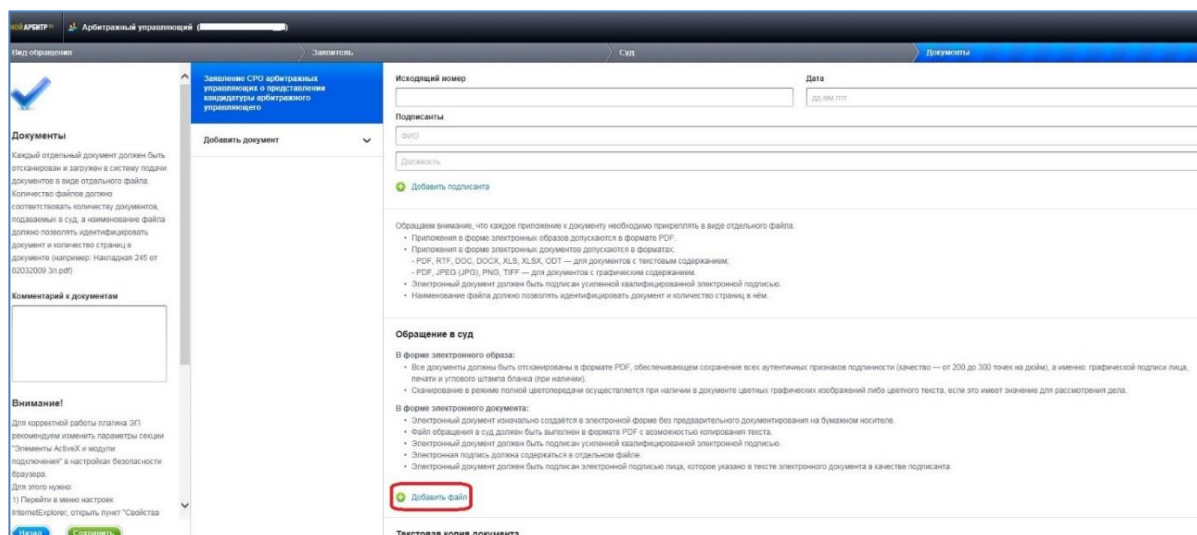 МОЙ АРБИТР
Арбитражный управляющий (
Вид обращения
Заявитель
Суд
Документы
Документы
Каждый отдельный документ должен быть
отсканирован и загружен в систему подачи
документов в виде отдельного файла.
Количество файлов должно
соответствовать количеству документов,
подаваемых в суд, а наименование файла
должно позволять идентифицировать
документ и количество страниц в
документе (например: Накладная 245 от
02032009 3л.pdf)
Комментарий к документам
Внимание!
Для корректной работы плагина ЭП
рекомендуем изменить параметры секции
"Элементы ActiveX и модули
подключения" в настройках безопасности
браузера.
Для этого нужно:
1) Перейти в меню настроек
InternetExplorer, открыть пункт "Свойства
Назад
Сохранить
Заявление СРО арбитражных
управляющих о представлении
кандидатуры арбитражного
управляющего
Добавить документ
Исходящий номер
Дата
дд.мм.гггг.
Подписанты
ФИО
Должность
Добавить подписанта
Обращаем внимание, что каждое приложение к документу необходимо прикреплять в виде отдельного файла.
• Приложения в форме электронных образов допускаются в формате PDF.
• Приложения в форме электронных документов допускаются в форматах:
- PDF, RTF, DOC, DOCX, XLS, XLSX, ODT — для документов с текстовым содержанием;
- PDF, JPEG (JPG), PNG, TIFF — для документов с графическим содержанием.
• Электронный документ должен быть подписан усиленной квалифицированной электронной подписью.
• Наименование файла должно позволять идентифицировать документ и количество страниц в нём.
Обращение в суд
В форме электронного образа:
• Все документы должны быть отсканированы в формате PDF, обеспечивающем сохранение всех аутентичных признаков подлинности (качество — от 200 до 300 точек на дюйм), а именно: графической подписи лица,
печати и углового штампа бланка (при наличии).
• Сканирование в режиме полной цветопередачи осуществляется при наличии в документе цветных графических изображений либо цветного текста, если это имеет значение для рассмотрения дела.
В форме электронного документа:
• Электронный документ изначально создаётся в электронной форме без предварительного документирования на бумажном носителе.
• Файл обращения в суд должен быть выполнен в формате PDF с возможностью копирования текста.
• Электронный документ должен быть подписан усиленной квалифицированной электронной подписью.
• Электронная подпись должна содержаться в отдельном файле.
• Электронный документ должен быть подписан электронной подписью лица, которое указано в тексте электронного документа в качестве подписанта.
Добавить файл
Текстовая копия документа